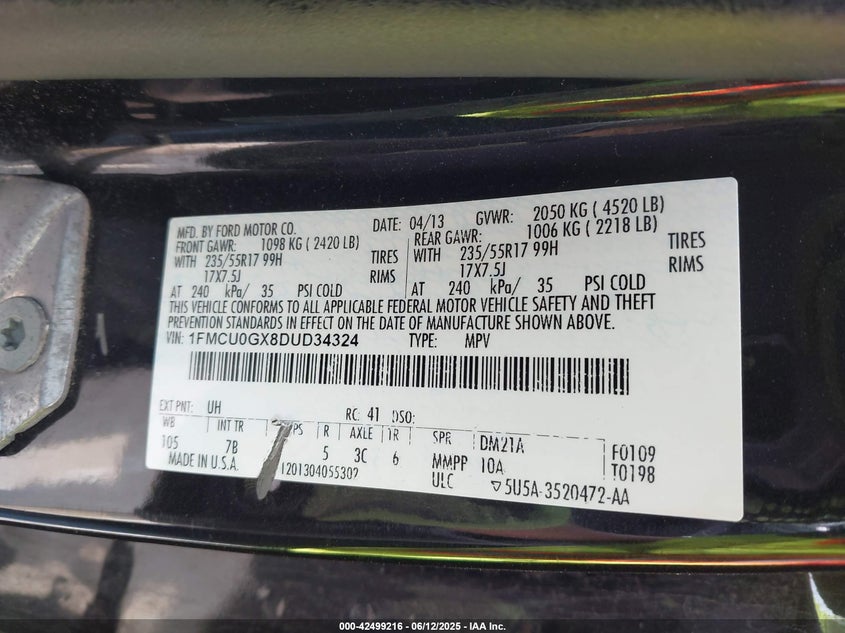 MFD. BY FORD MOTOR CO. DATE: 04/13 GVWR: 2050 KG ( 4520 LB)
FRONT GAWR: 1098 KG ( 2420 LB) REAR GAWR: 1006 KG ( 2218 LB)
WITH 235/55R17 99H TIRES WITH 235/55R17 99H TIRES
17X7.5J RIMS 17X7.5J RIMS
AT 240 kPa/ 35 PSI COLD AT 240 kPa/ 35 PSI COLD
THIS VEHICLE CONFORMS TO ALL APPLICABLE FEDERAL MOTOR VEHICLE SAFETY AND THEFT
PREVENTION STANDARDS IN EFFECT ON THE DATE OF MANUFACTURE SHOWN ABOVE.
VIN: 1FMCU0GX8DUD34324 TYPE: MPV
EXT PNT: UH RC: 41 DSO:
WB INT TR R AXLE TR SPR DM21A F0109
105 7B 5 3C 6 MMPP 10A T0198
MADE IN U.S.A. 1201304055302 ULC ▽5U5A-3520472-AA
000-42499216 - 06/12/2025 - IAA Inc.